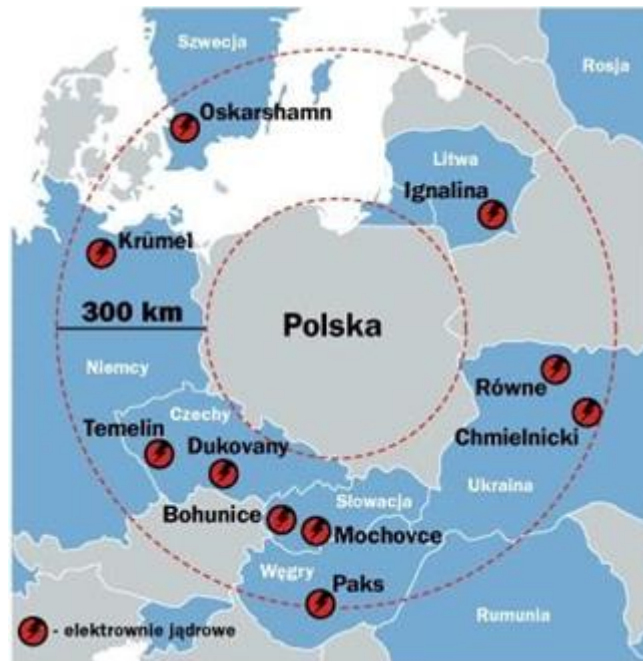 Szwecja
Rosja
Oskarshamn
Litwa
Ignalina
Krümel
300 km
Polska
Niemcy
Równe
Czechy
Temelin
Dukovany
Chmielnicki
Słowacja
Ukraina
Bohunice
Mochovce
Węgry
Paks
Rumunia
- elektrownie jądrowe